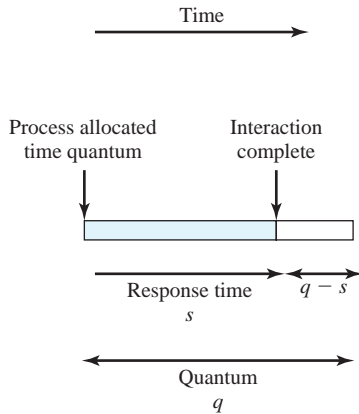 Time
Process allocated
time quantum
Interaction
complete
Response time
s
q − s
Quantum
q